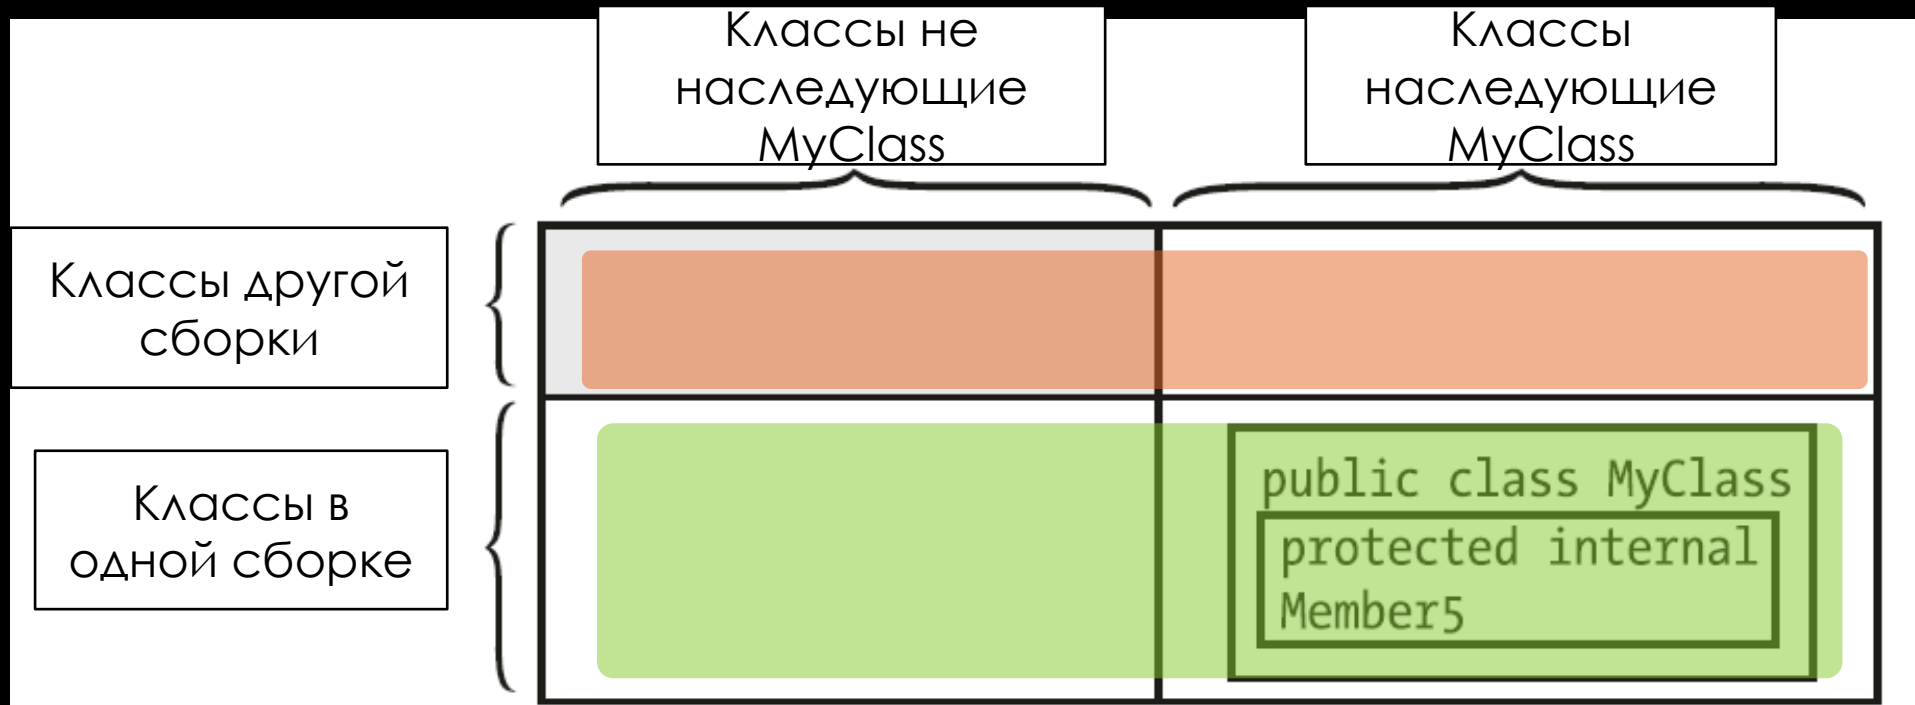 Классы не
наследующие
MyClass
Классы
наследующие
MyClass
Классы другой
сборки
Классы в
одной сборке
public class MyClass
protected internal
Member5